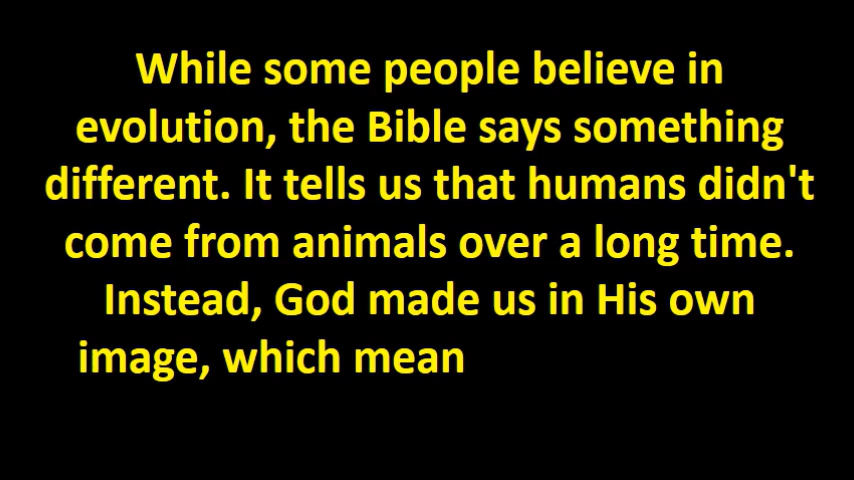 While some people believe in
evolution, the Bible says something
different. It tells us that humans didn't
come from animals over a long time.
Instead, God made us in His own
image, which mean